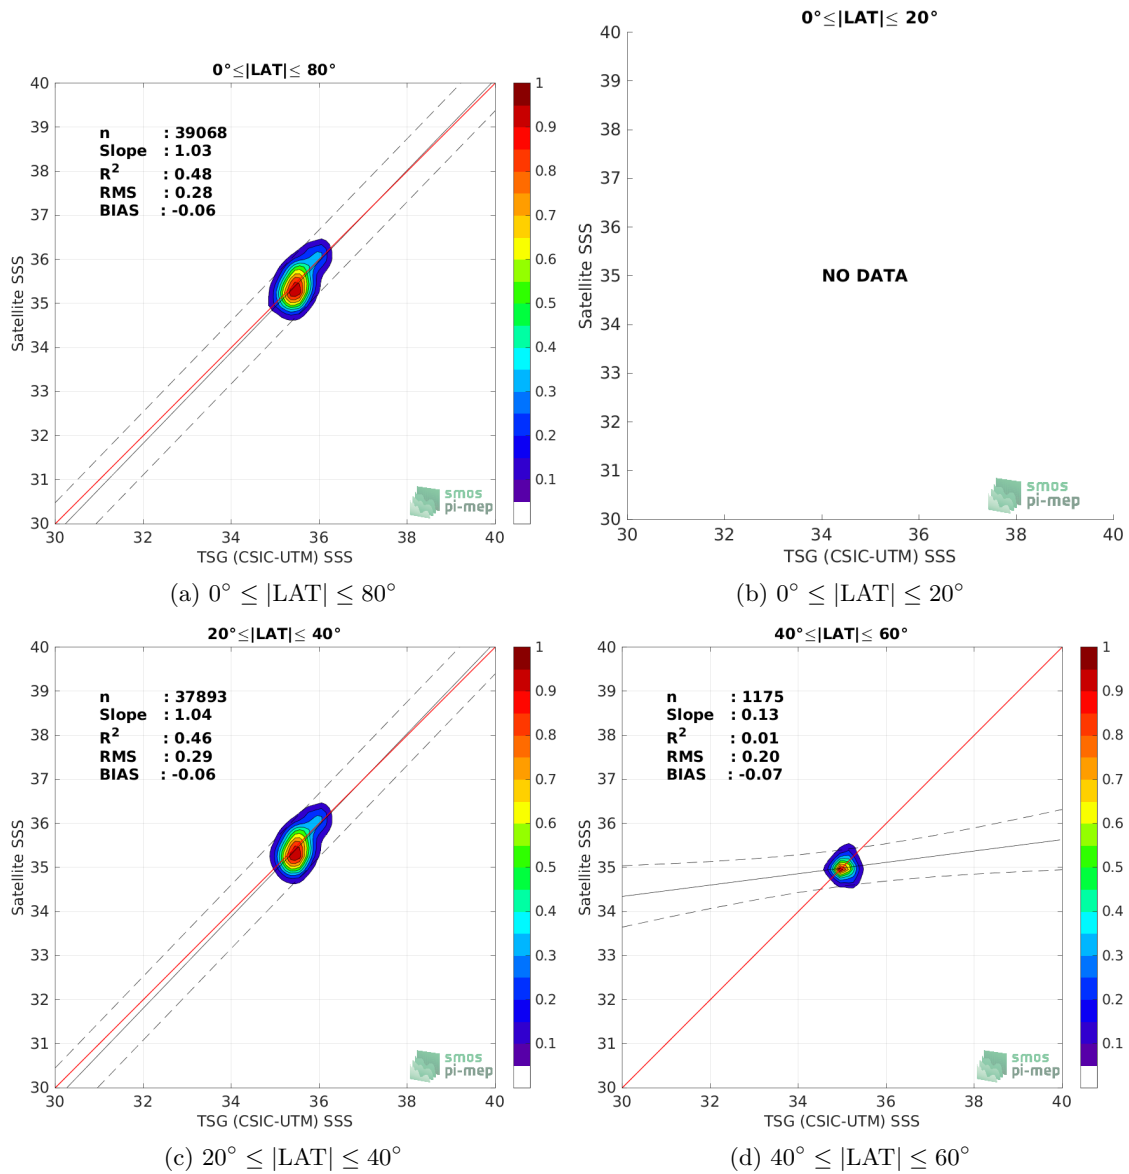 0°≤|LAT|≤ 80°
n : 39068
Slope : 1.03
R² : 0.48
RMS : 0.28
BIAS : -0.06
40
39
38
37
36
35
34
33
32
31
30
Satellite SSS
30 32 34 36 38 40
TSG (CSIC-UTM) SSS
1
0.9
0.8
0.7
0.6
0.5
0.4
0.3
0.2
0.1
smos
pi-mep
(a) 0° ≤ |LAT| ≤ 80°
0°≤|LAT|≤ 20°
40
39
38
37
36
35
34
33
32
31
30
Satellite SSS
NO DATA
30 32 34 36 38 40
TSG (CSIC-UTM) SSS
smos
pi-mep
(b) 0° ≤ |LAT| ≤ 20°
20°≤|LAT|≤ 40°
n : 37893
Slope : 1.04
R² : 0.46
RMS : 0.29
BIAS : -0.06
40
39
38
37
36
35
34
33
32
31
30
Satellite SSS
30 32 34 36 38 40
TSG (CSIC-UTM) SSS
1
0.9
0.8
0.7
0.6
0.5
0.4
0.3
0.2
0.1
smos
pi-mep
(c) 20° ≤ |LAT| ≤ 40°
40°≤|LAT|≤ 60°
n : 1175
Slope : 0.13
R² : 0.01
RMS : 0.20
BIAS : -0.07
40
39
38
37
36
35
34
33
32
31
30
Satellite SSS
30 32 34 36 38 40
TSG (CSIC-UTM) SSS
1
0.9
0.8
0.7
0.6
0.5
0.4
0.3
0.2
0.1
smos
pi-mep
(d) 40° ≤ |LAT| ≤ 60°